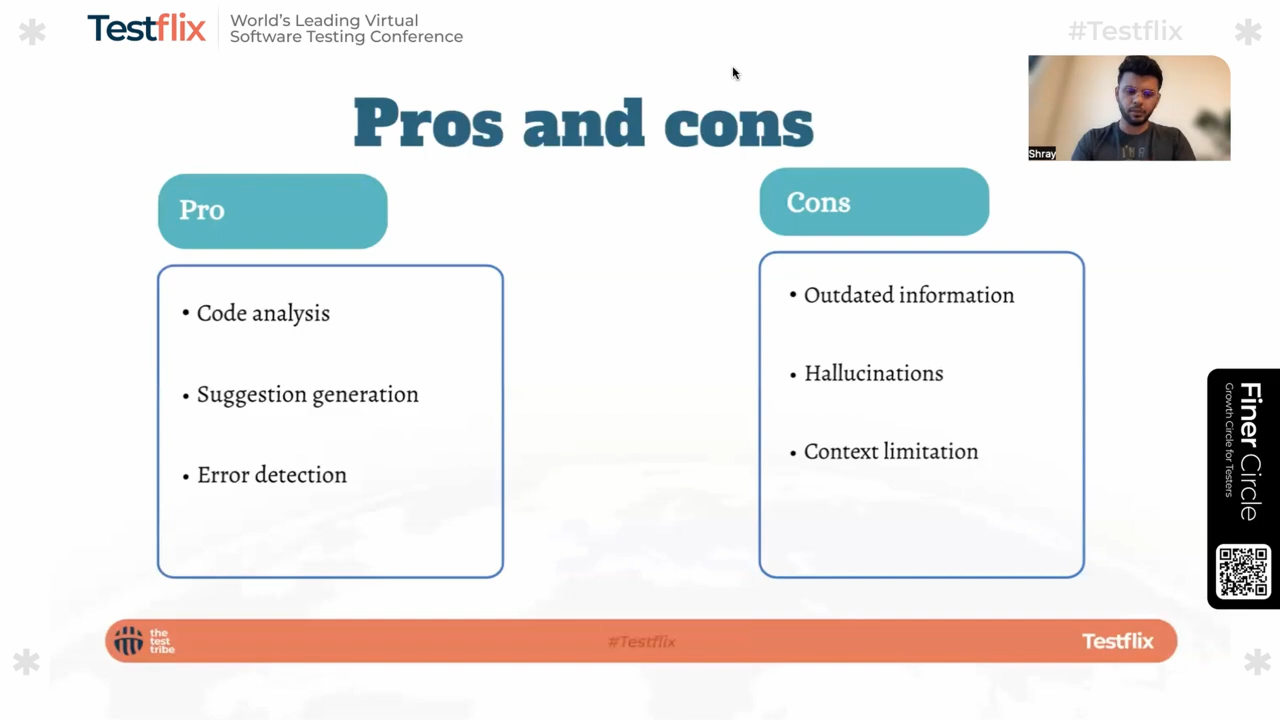 Testflix
World's Leading Virtual
Software Testing Conference
#Testflix
Pros and cons
Shray
Pro
Cons
• Code analysis
• Suggestion generation
• Error detection
• Outdated information
• Hallucinations
• Context limitation
Finer Circle
Growth Circle for Testers
the
test
tribe
#Testflix
Testflix